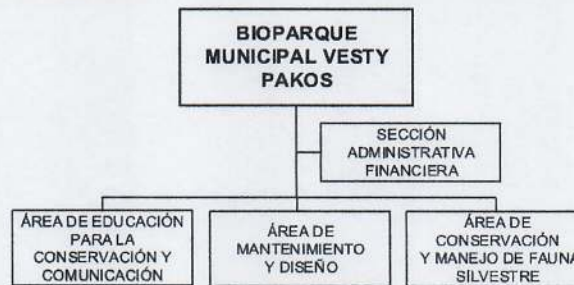 BIOPARQUE
MUNICIPAL VESTY
PAKOS
SECCIÓN
ADMINISTRATIVA
FINANCIERA
ÁREA DE EDUCACIÓN
PARA LA
CONSERVACIÓN Y
COMUNICACIÓN
ÁREA DE
MANTENIMIENTO
Y DISEÑO
ÁREA DE
CONSERVACIÓN
Y MANEJO DE FAUNA
SILVESTRE